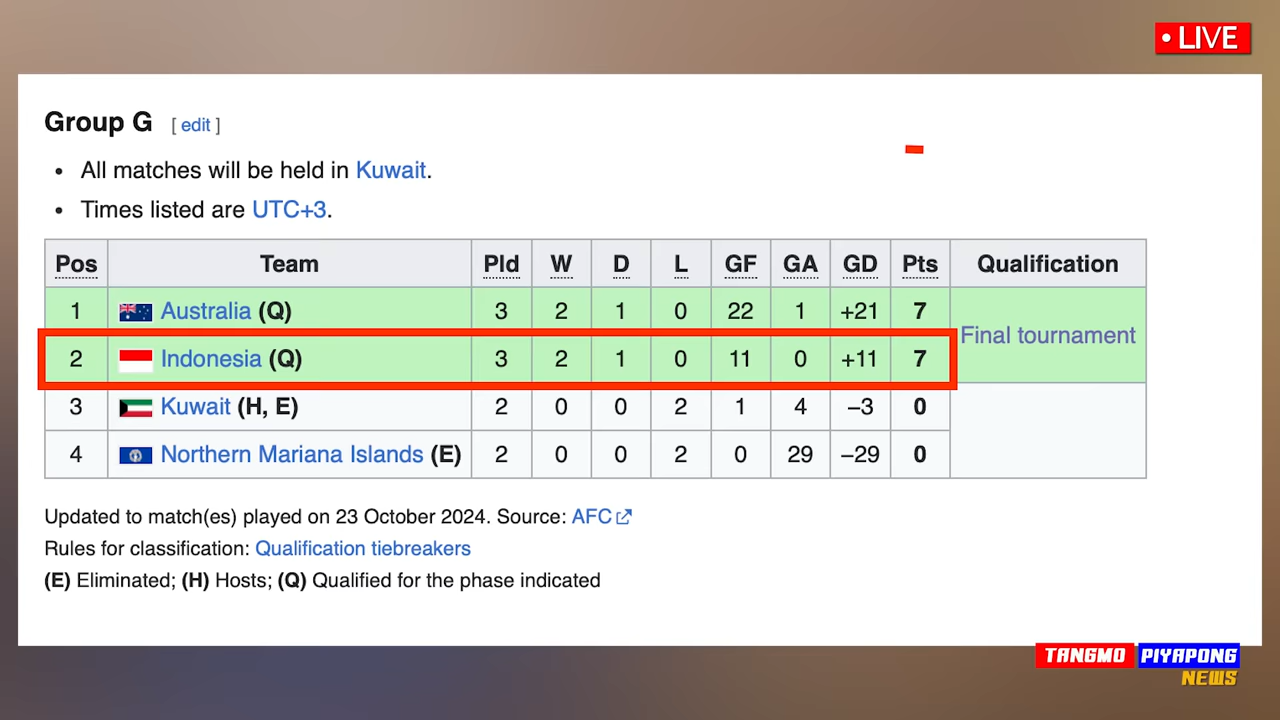 • LIVE
Group G [ edit ]
• All matches will be held in Kuwait.
• Times listed are UTC+3.
Pos Team Pld W D L GF GA GD Pts Qualification
1 Australia (Q) 3 2 1 0 22 1 +21 7 Final tournament
2 Indonesia (Q) 3 2 1 0 11 0 +11 7
3 Kuwait (H, E) 2 0 0 2 1 4 −3 0
4 Northern Mariana Islands (E) 2 0 0 2 0 29 −29 0
Updated to match(es) played on 23 October 2024. Source: AFC
Rules for classification: Qualification tiebreakers
(E) Eliminated; (H) Hosts; (Q) Qualified for the phase indicated
TANGMO PIYAPONG
NEWS